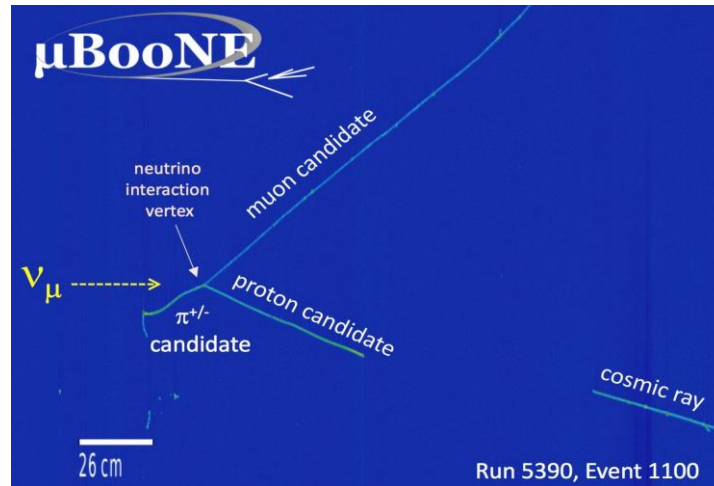 µBooNE
muon candidate
neutrino
interaction
vertex
νμ
proton candidate
π+/-
candidate
cosmic ray
26 cm
Run 5390, Event 1100